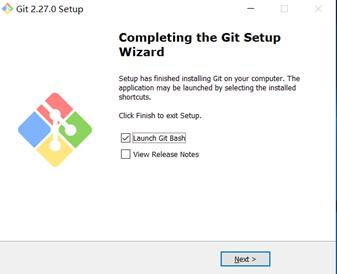 Git 2.27.0 Setup
Completing the Git Setup
Wizard
Setup has finished installing Git on your computer. The
application may be launched by selecting the installed
shortcuts.
Click Finish to exit Setup.
Launch Git Bash
View Release Notes
Next >